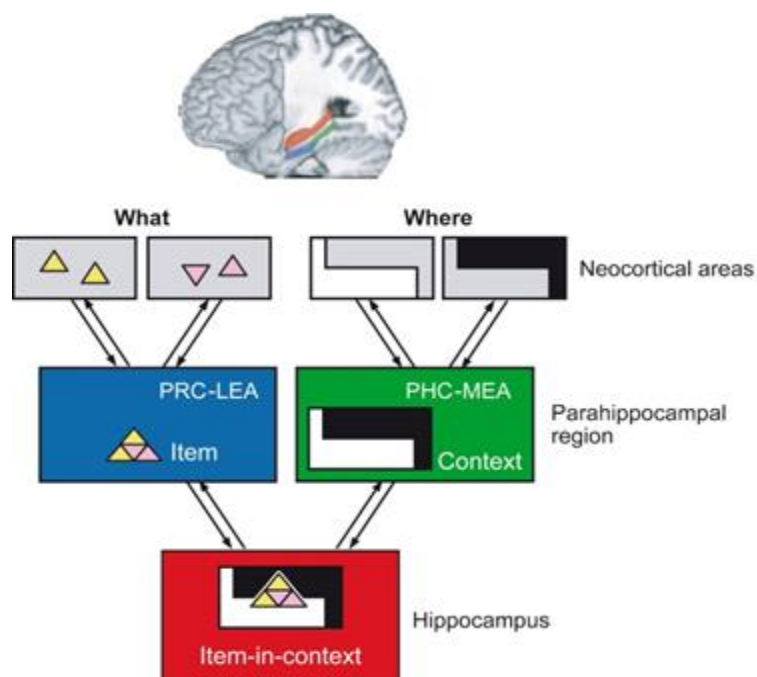 What
Where
Neocortical areas
PRC-LEA
PHC-MEA
Item
Context
Parahippocampal
region
Item-in-context
Hippocampus